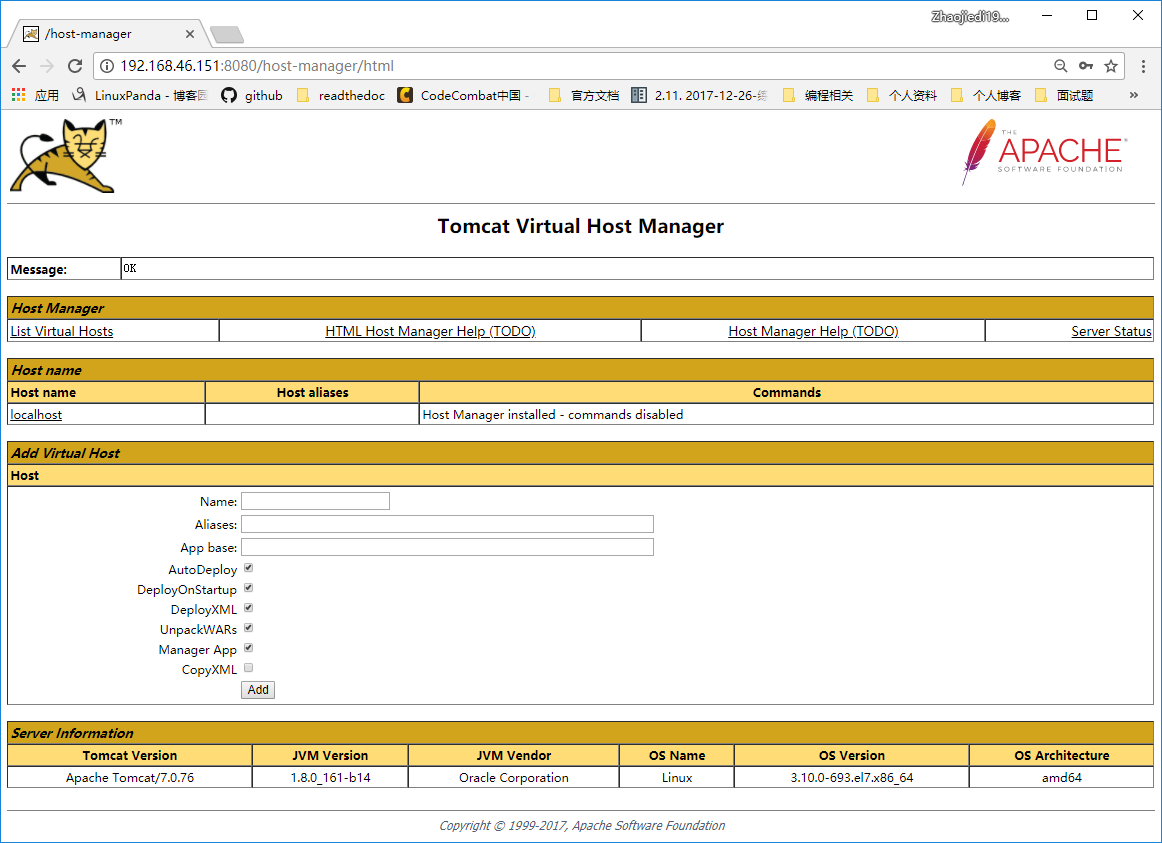 Zhaojiedi19...
/host-manager
192.168.46.151:8080/host-manager/html
应用 LinuxPanda - 博客园 github readthedoc CodeCombat中国 - 官方文档 2.11. 2017-12-26-练 编程相关 个人资料 个人博客 面试题 »
TM
THE
APACHE®
SOFTWARE FOUNDATION
Tomcat Virtual Host Manager
Message: OK
Host Manager
List Virtual Hosts HTML Host Manager Help (TODO) Host Manager Help (TODO) Server Status
Host name
Host name Host aliases Commands
localhost Host Manager installed - commands disabled
Add Virtual Host
Host
Name:
Aliases:
App base:
AutoDeploy
DeployOnStartup
DeployXML
UnpackWARs
Manager App
CopyXML
Add
Server Information
Tomcat Version JVM Version JVM Vendor OS Name OS Version OS Architecture
Apache Tomcat/7.0.76 1.8.0_161-b14 Oracle Corporation Linux 3.10.0-693.el7.x86_64 amd64
Copyright © 1999-2017, Apache Software Foundation